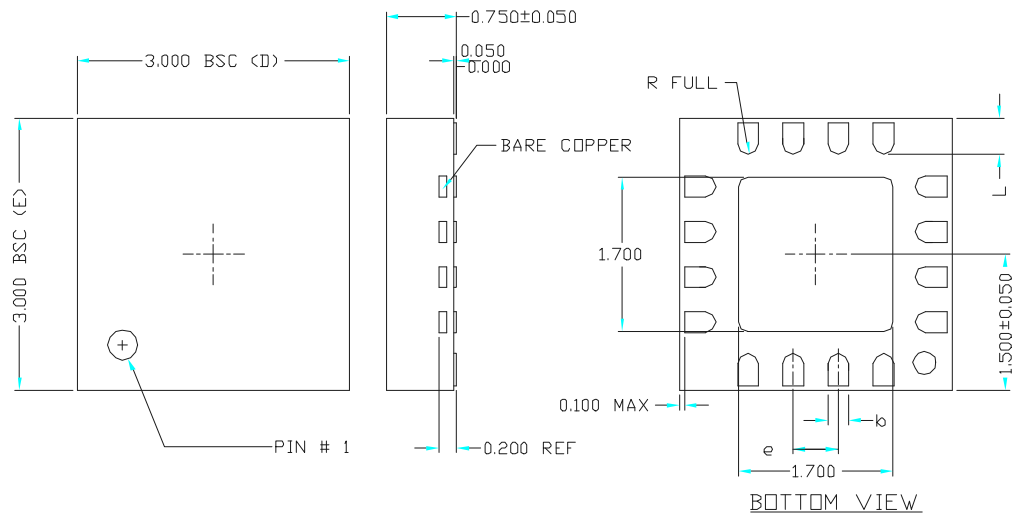 0.750±0.050
0.050
0.000
3.000 BSC (D)
R FULL
BARE COPPER
L
3.000 BSC (E)
1.700
1.500±0.050
0.100 MAX
b
PIN # 1
0.200 REF
e
1.700
BOTTOM VIEW